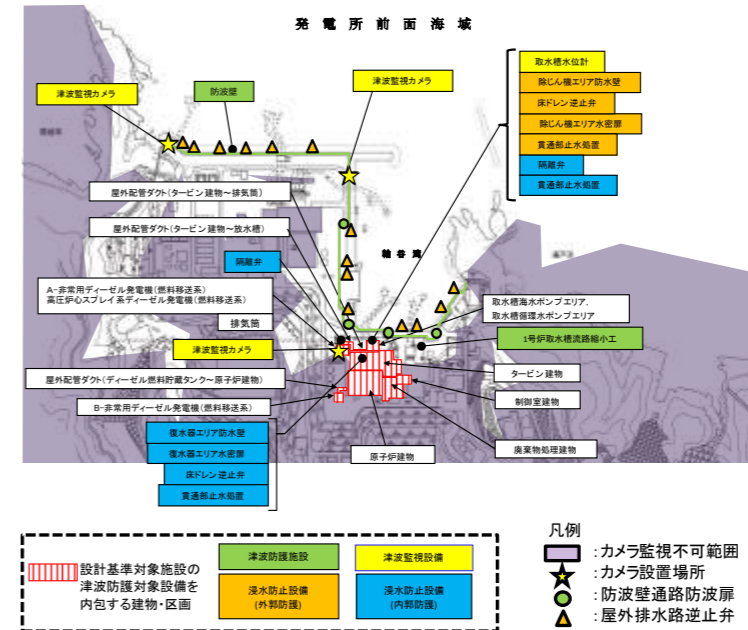 発電所前面海域
津波監視カメラ
防波壁
津波監視カメラ
取水槽水位計
除じん機エリア防水壁
床ドレン逆止弁
除じん機エリア水密扉
貫通部止水処置
隔離弁
貫通部止水処置
屋外配管ダクト(タービン建物～排気筒)
屋外配管ダクト(タービン建物～放水槽)
輪谷湾
隔離弁
A-非常用ディーゼル発電機(燃料移送系)
高圧炉心スプレイ系ディーゼル発電機(燃料移送系)
排気筒
取水槽海水ポンプエリア,
取水槽循環水ポンプエリア
1号炉取水槽流路縮小工
津波監視カメラ
タービン建物
屋外配管ダクト(ディーゼル燃料貯蔵タンク～原子炉建物)
制御室建物
B-非常用ディーゼル発電機(燃料移送系)
復水器エリア防水壁
復水器エリア水密扉
床ドレン逆止弁
貫通部止水処置
原子炉建物
廃棄物処理建物
設計基準対象施設の
津波防護対象設備を
内包する建物・区画
津波防護施設
津波監視設備
浸水防止設備
(外郭防護)
浸水防止設備
(内郭防護)
凡例
:カメラ監視不可範囲
:カメラ設置場所
:防波壁通路防波扉
:屋外排水路逆止弁